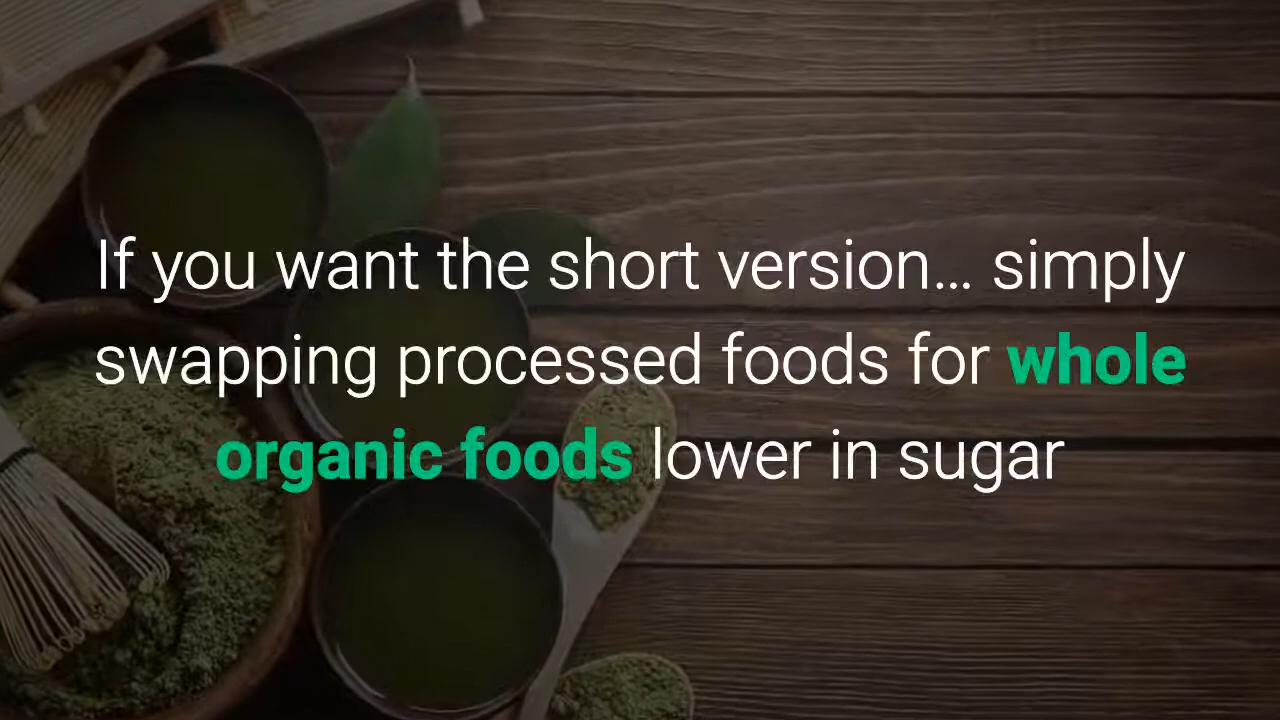 If you want the short version... simply
swapping processed foods for whole
organic foods lower in sugar